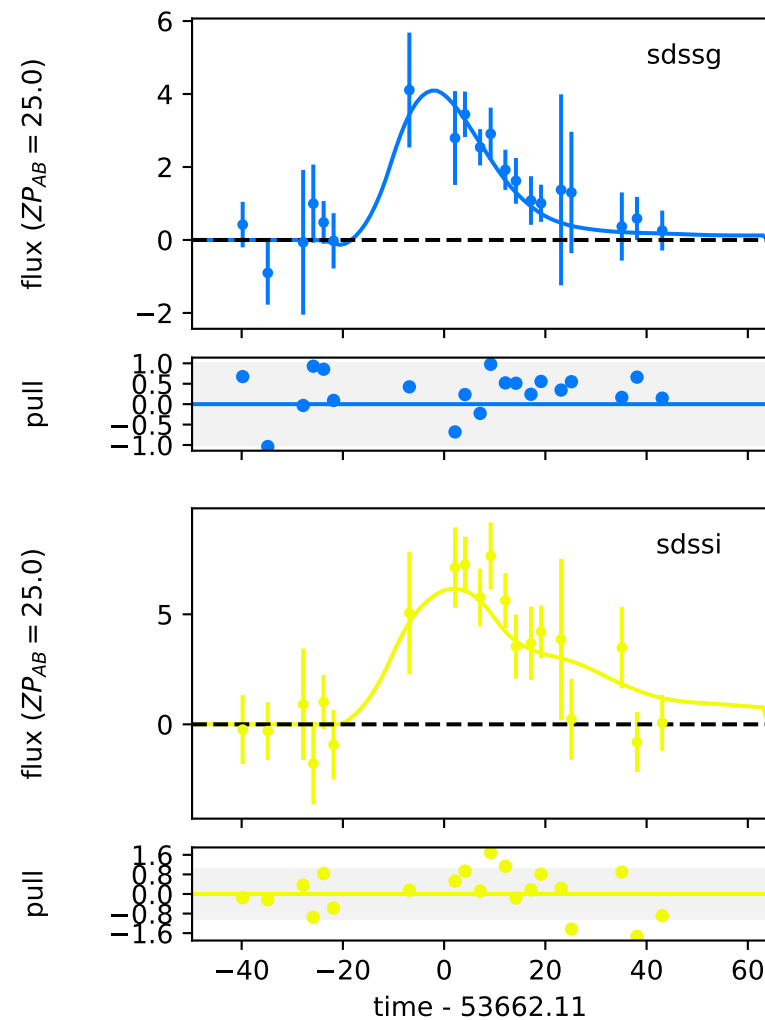 6
sdssg
4
2
0
−2
flux (ZP_AB = 25.0)
1.0
0.5
0.0
−0.5
−1.0
pull
sdssi
5
0
flux (ZP_AB = 25.0)
1.6
0.8
0.0
−0.8
−1.6
pull
−40 −20 0 20 40 60
time - 53662.11